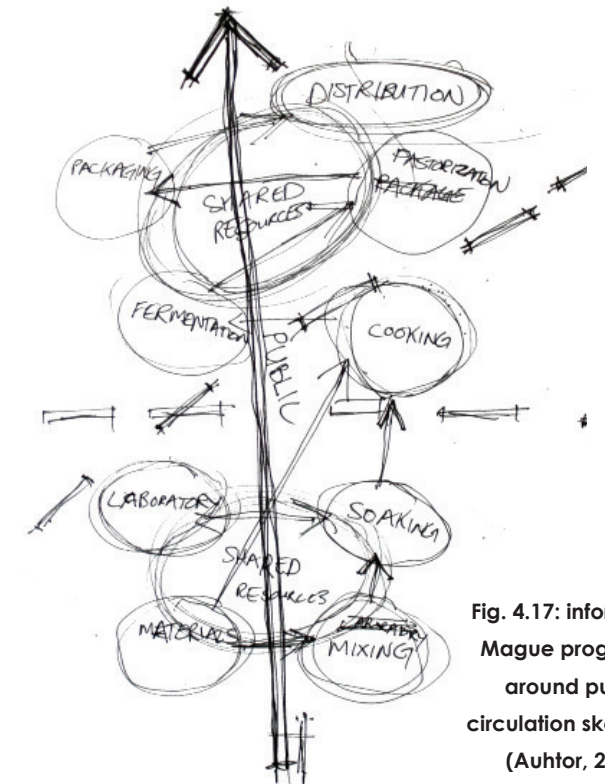 DISTRIBUTION
PACKAGING
PASTORIZATION
PACKAGE
SHARED
RESOURCES
FERMENTATION
COOKING
PUBLIC
LABORATORY
SOAKING
SHARED
RESOURCES
MATERIALS
LABORATORY
MIXING
Fig. 4.17: infor
Mague prog
around pu
circulation ske
(Auhtor, 2